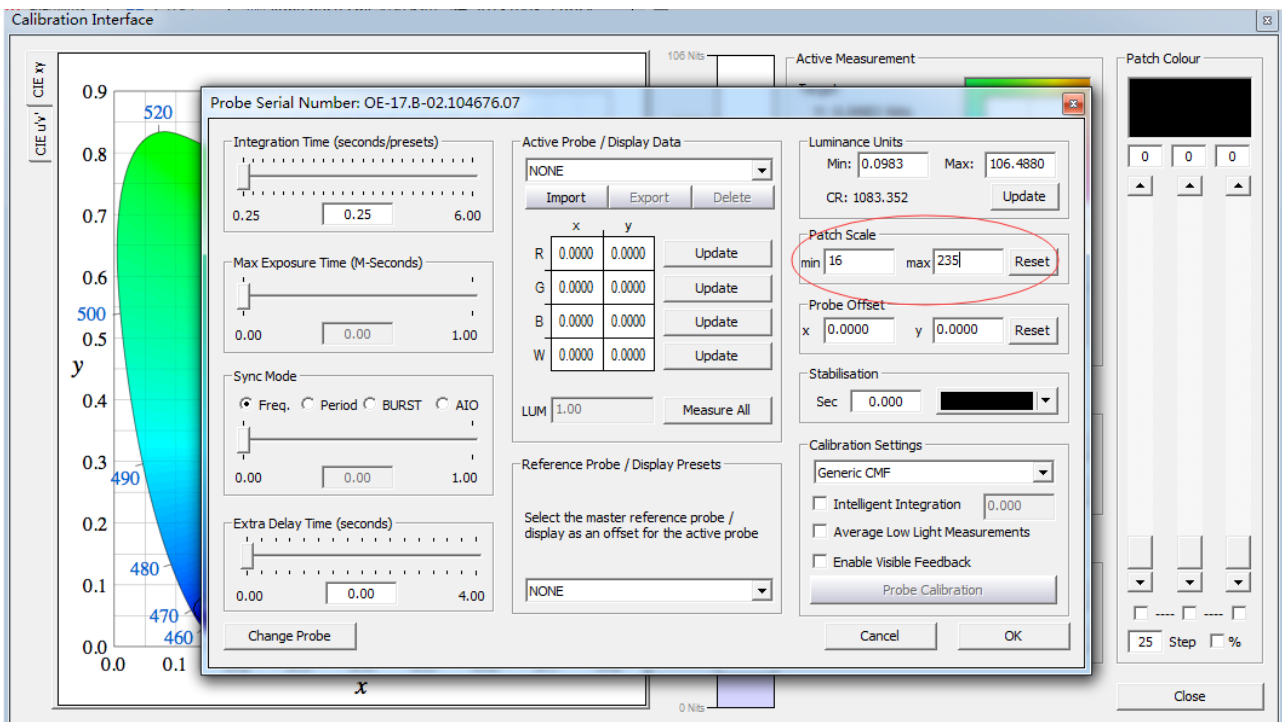 Calibration Interface
CIE xy
CIE u'v'
0.9
0.8
0.7
0.6
0.5
0.4
0.3
0.2
0.1
0.0
y
520
500
490
480
470
460
0.0
0.1
x
106 Nits
0 Nits
Active Measurement
Probe Serial Number: OE-17.B-02.104676.07
Integration Time (seconds/presets)
0.25 0.25 6.00
Max Exposure Time (M-Seconds)
0.00 0.00 1.00
Sync Mode
Freq. Period BURST AIO
0.00 0.00 1.00
Extra Delay Time (seconds)
0.00 0.00 4.00
Change Probe
Active Probe / Display Data
NONE
Import Export Delete
x y
R 0.0000 0.0000 Update
G 0.0000 0.0000 Update
B 0.0000 0.0000 Update
W 0.0000 0.0000 Update
LUM 1.00 Measure All
Reference Probe / Display Presets
Select the master reference probe /
display as an offset for the active probe
NONE
Luminance Units
Min: 0.0983 Max: 106.4880
CR: 1083.352 Update
Patch Scale
min 16 max 235 Reset
Probe Offset
x 0.0000 y 0.0000 Reset
Stabilisation
Sec 0.000
Calibration Settings
Generic CMF
Intelligent Integration 0.000
Average Low Light Measurements
Enable Visible Feedback
Probe Calibration
Cancel OK
Patch Colour
0 0 0
---- ----
25 Step %
Close